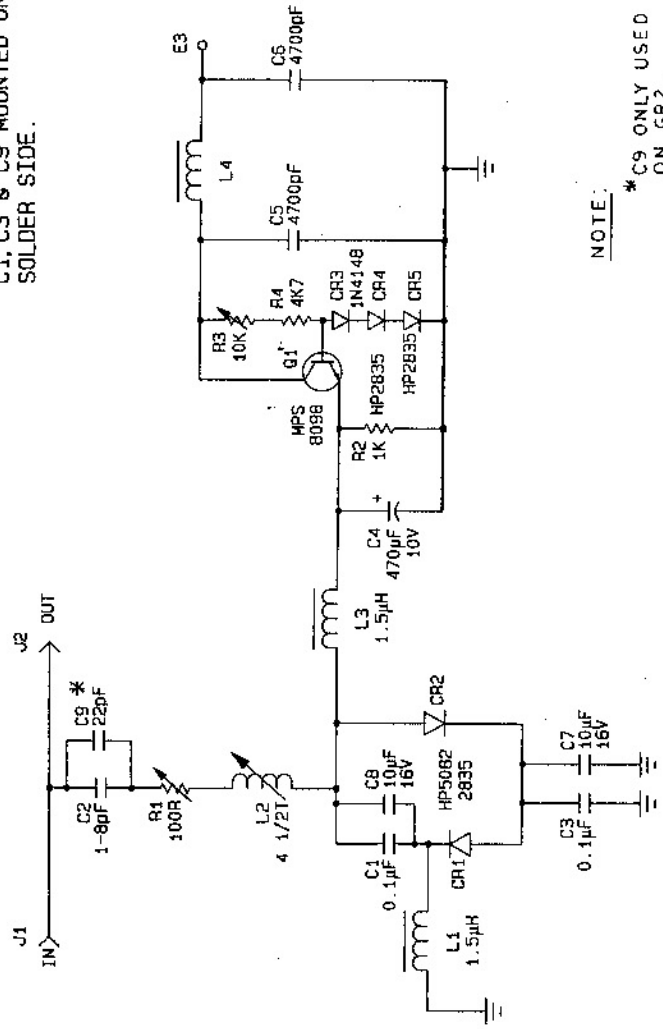 C1, C3 & C9 MOUNTED ON
SOLDER SIDE.
J1
IN
J2
OUT
C2
1-8pF
C9 *
22pF
R1
100R
L2
4 1/2T
C1
0.1µF
C8
10µF
16V
L1
1.5µH
CR1
HP5082
2835
CR2
C3
0.1µF
C7
10µF
16V
L3
1.5µH
C4
470µF
10V
+
R2
1K
MPS
8098
Q1
R3
10K
R4
4K7
CR3
1N4148
CR4
HP2835
CR5
HP2835
C5
4700pF
L4
C6
4700pF
E3
NOTE:
* C9 ONLY USED
ON GR2